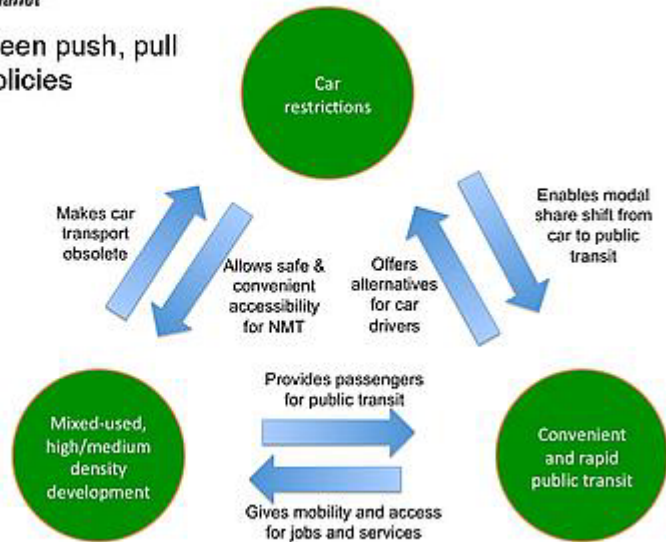 een push, pull
olicies
Car
restrictions
Makes car
transport
obsolete
Allows safe &
convenient
accessibility
for NMT
Offers
alternatives
for car
drivers
Enables modal
share shift from
car to public
transit
Provides passengers
for public transit
Mixed-used,
high/medium
density
development
Convenient
and rapid
public transit
Gives mobility and access
for jobs and services